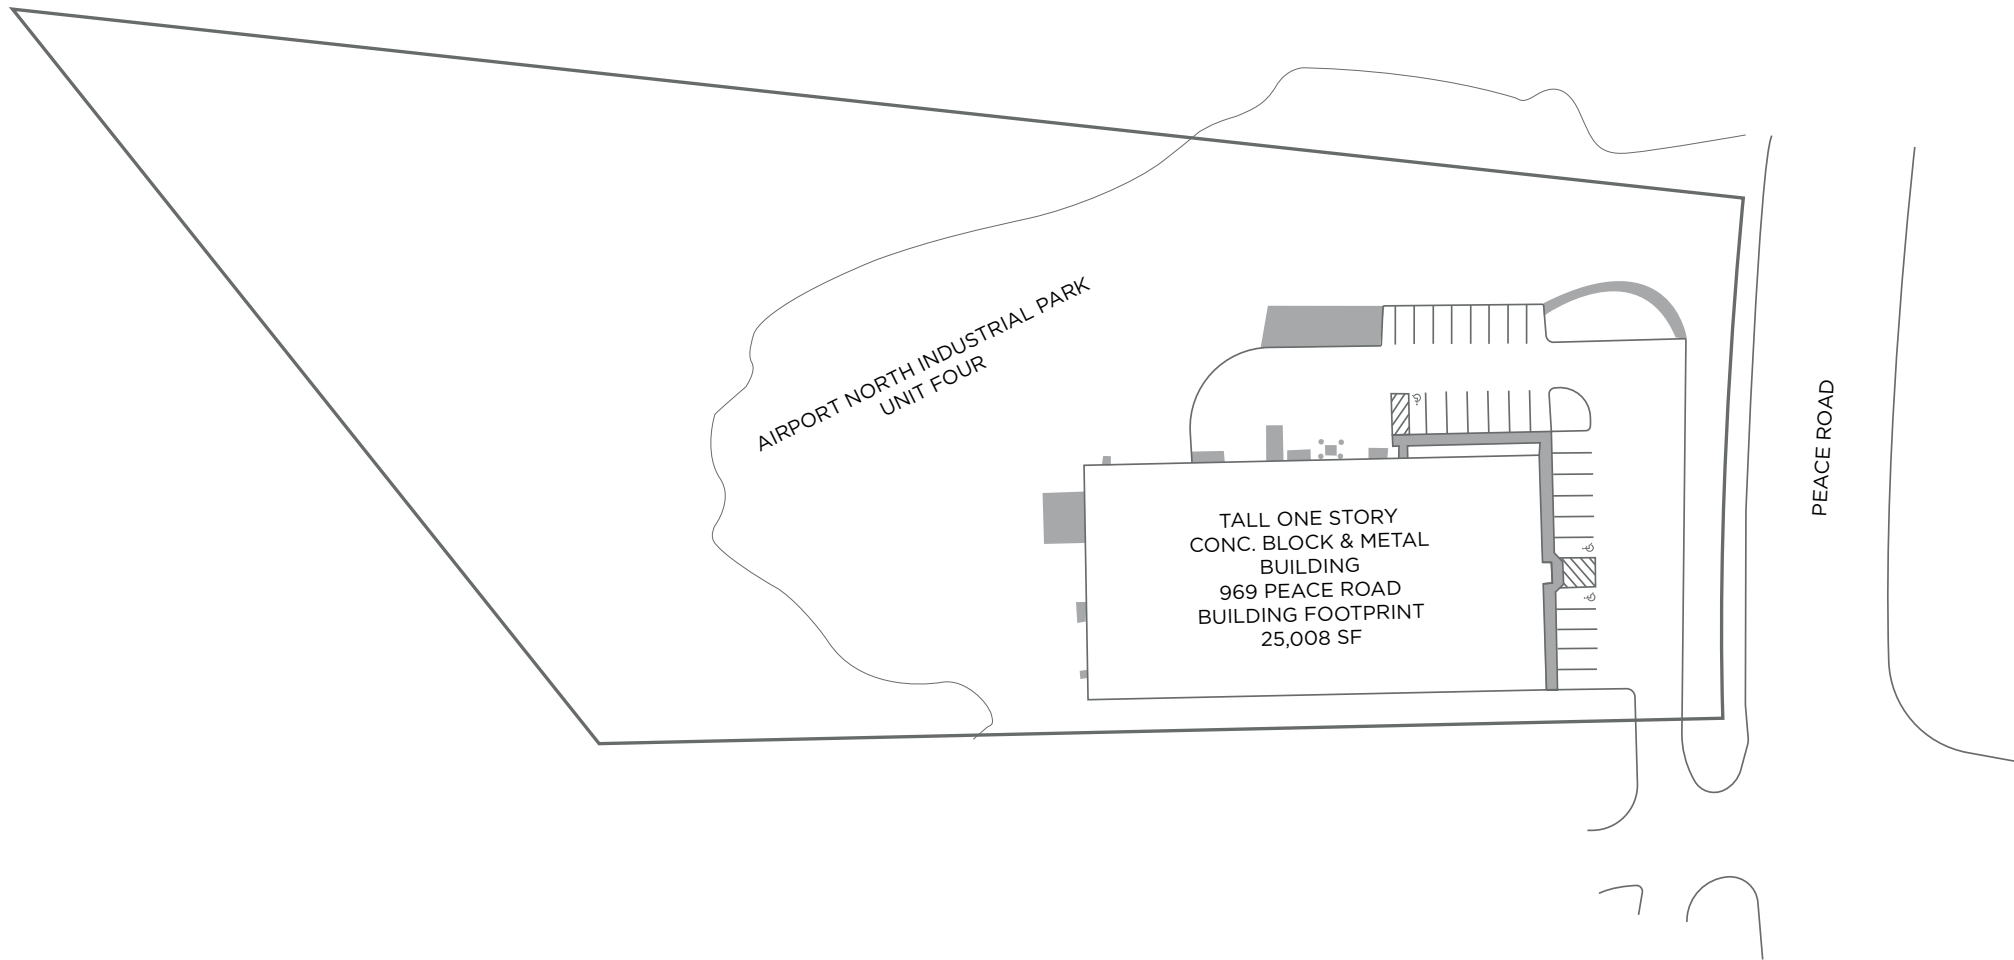 AIRPORT NORTH INDUSTRIAL PARK
UNIT FOUR
TALL ONE STORY
CONC. BLOCK & METAL
BUILDING
969 PEACE ROAD
BUILDING FOOTPRINT
25,008 SF
PEACE ROAD